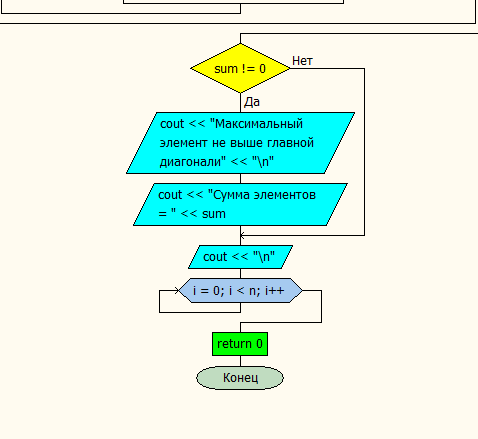 sum != 0
Нет
Да
cout << "Максимальный
элемент не выше главной
диагонали" << "\n"
cout << "Сумма элементов
= " << sum
cout << "\n"
i = 0; i < n; i++
return 0
Конец